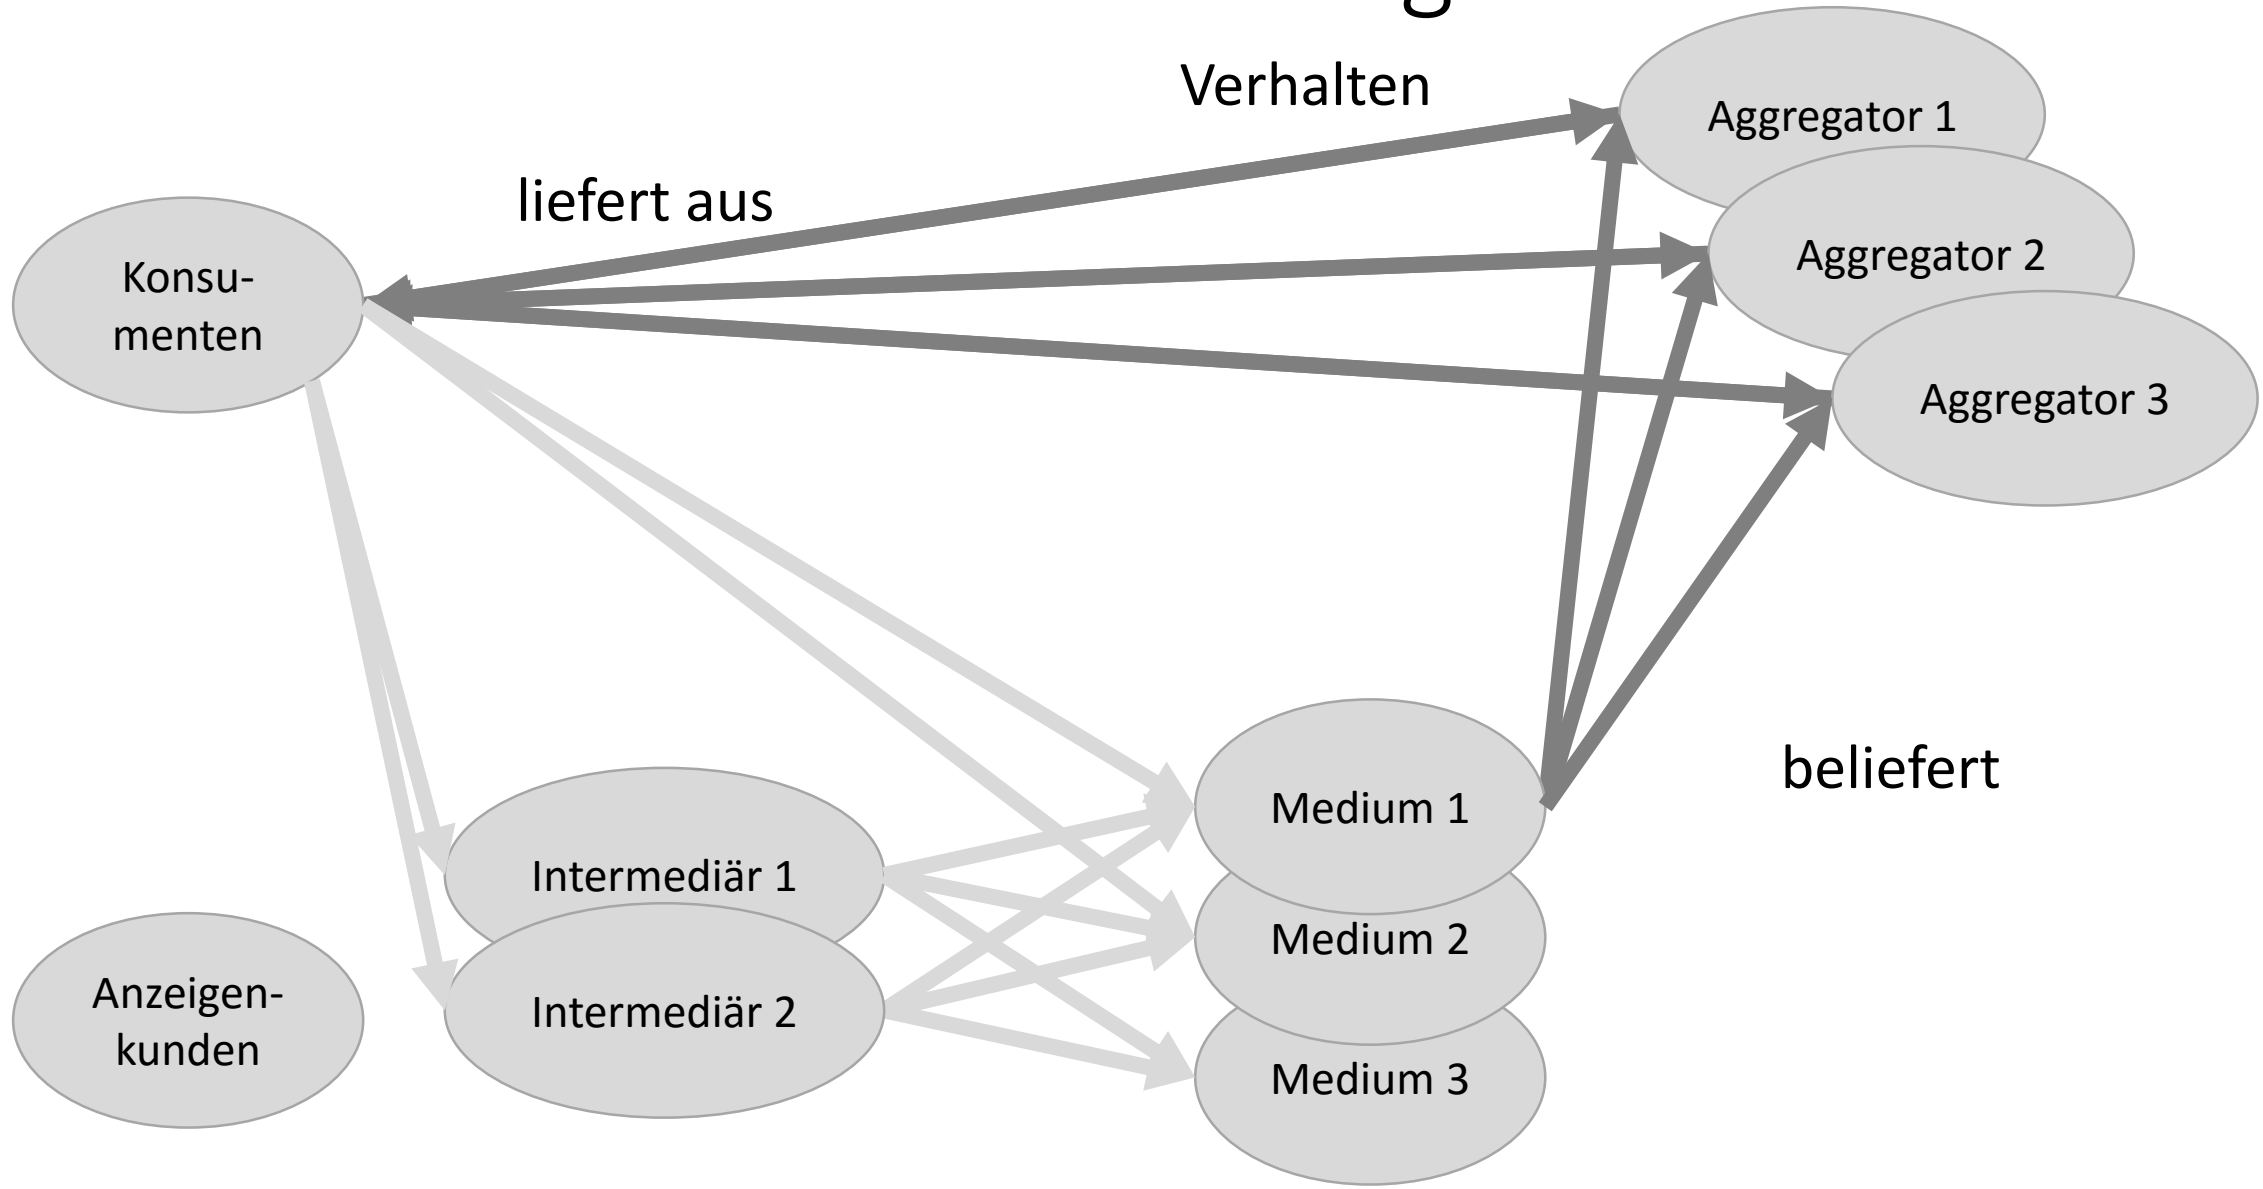 Verhalten
Aggregator 1
liefert aus
Aggregator 2
Konsu-
menten
Aggregator 3
beliefert
Medium 1
Intermediär 1
Medium 2
Anzeigen-
kunden
Intermediär 2
Medium 3